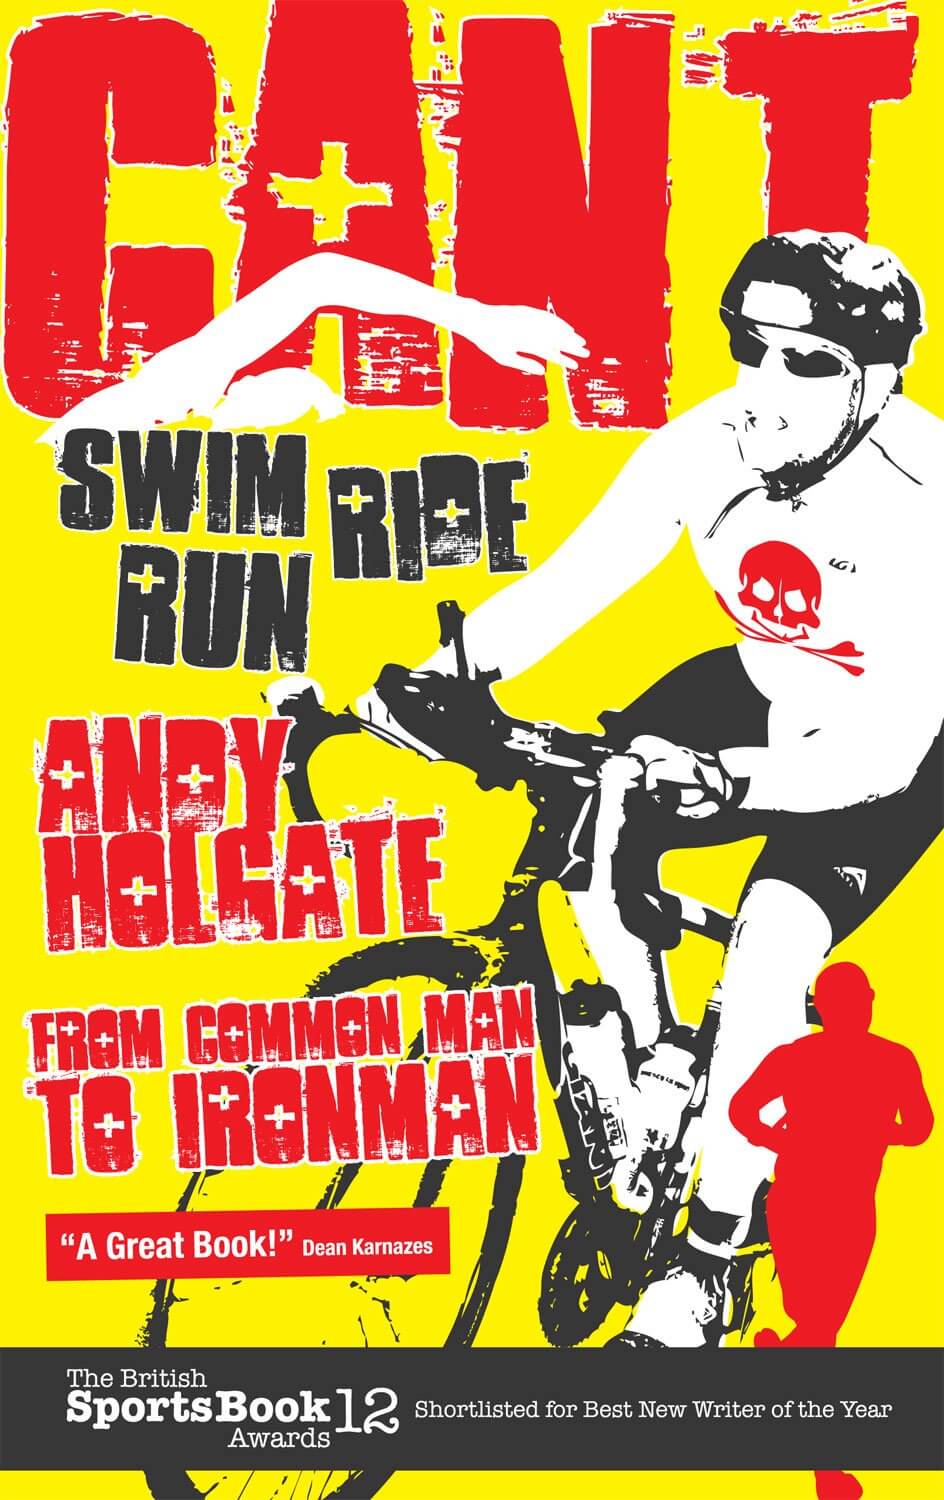 CANT
SWIM RIDE
RUN
ANDY
HOLGATE
FROM COMMON MAN
TO IRONMAN
“A Great Book!” Dean Karnazes
The British
SportsBook 12
Awards
Shortlisted for Best New Writer of the Year